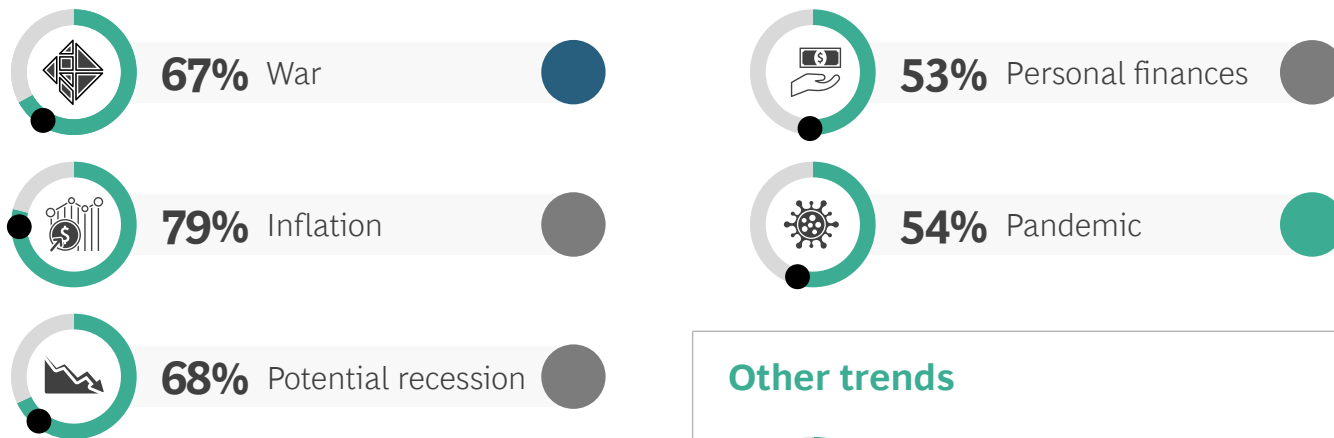 67% War
79% Inflation
68% Potential recession
53% Personal finances
54% Pandemic
Other trends